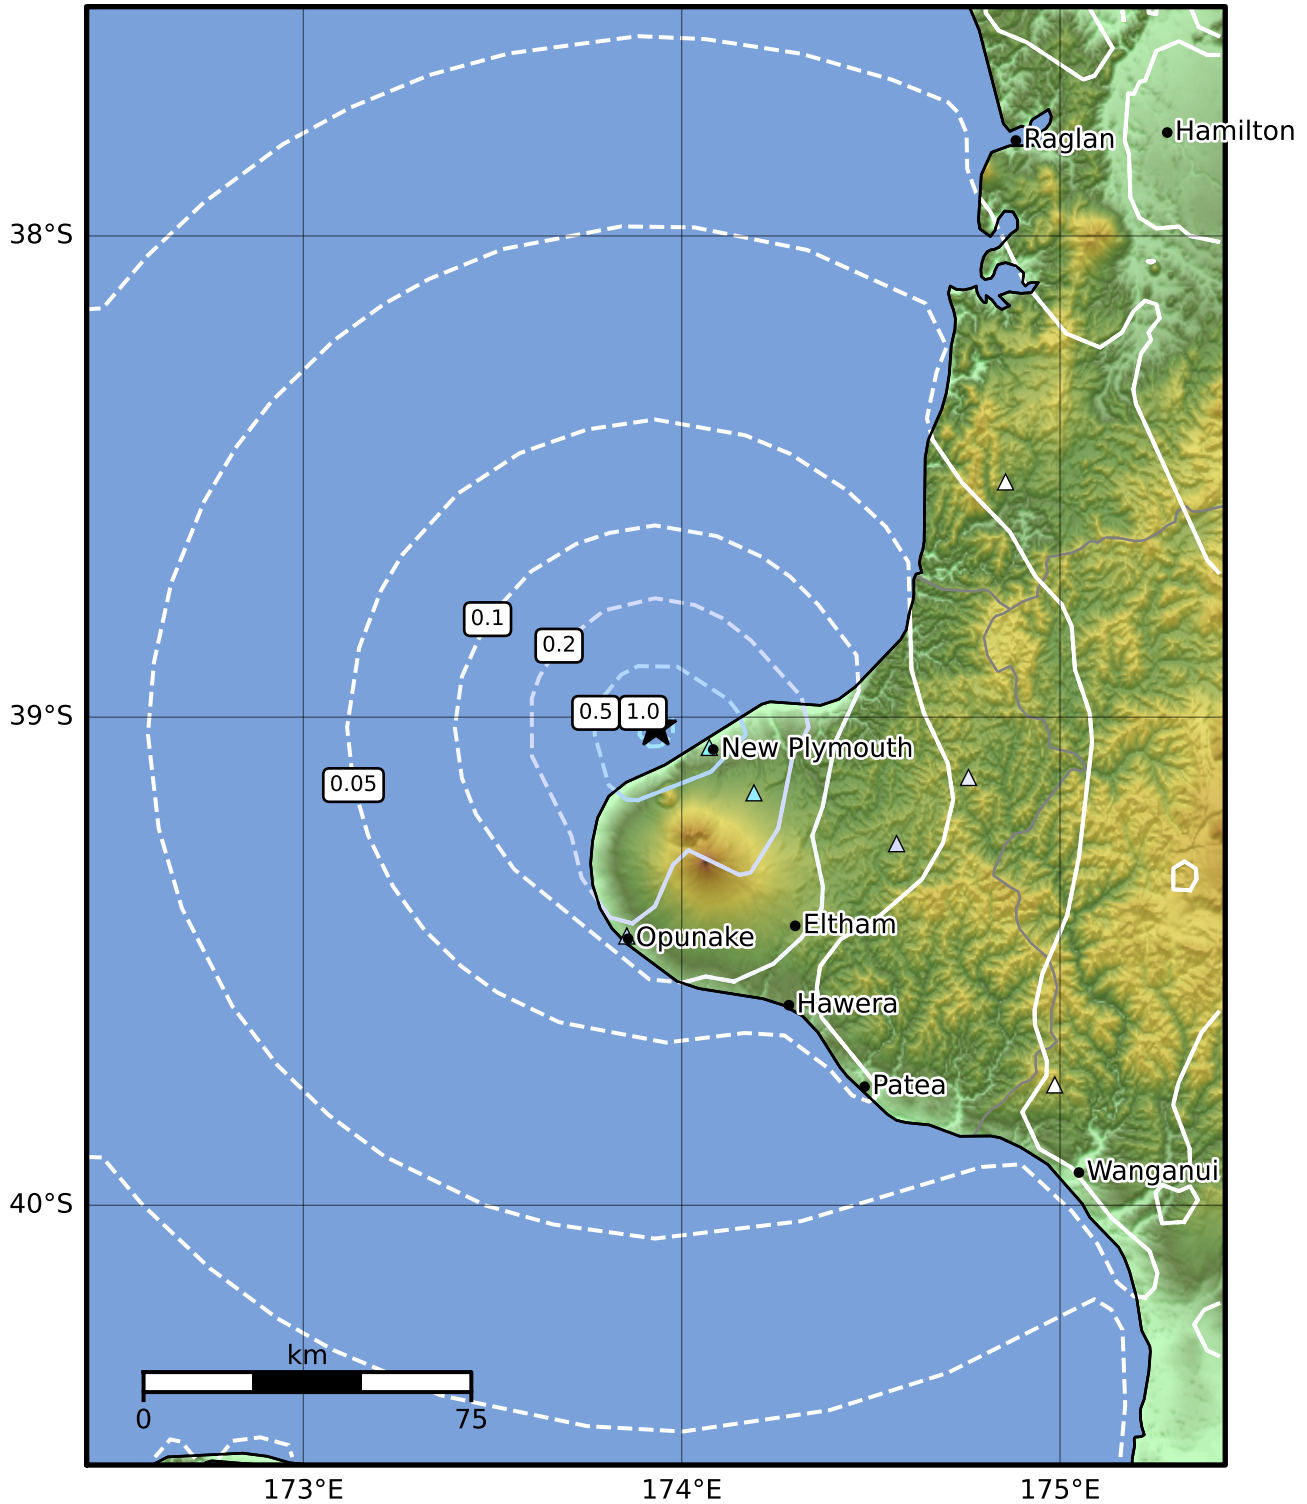 Hamilton
Raglan
38°S
0.1
0.2
0.5
1.0
39°S
New Plymouth
0.05
Eltham
Opunake
Hawera
Patea
Wanganui
40°S
km
0
75
173°E
174°E
175°E